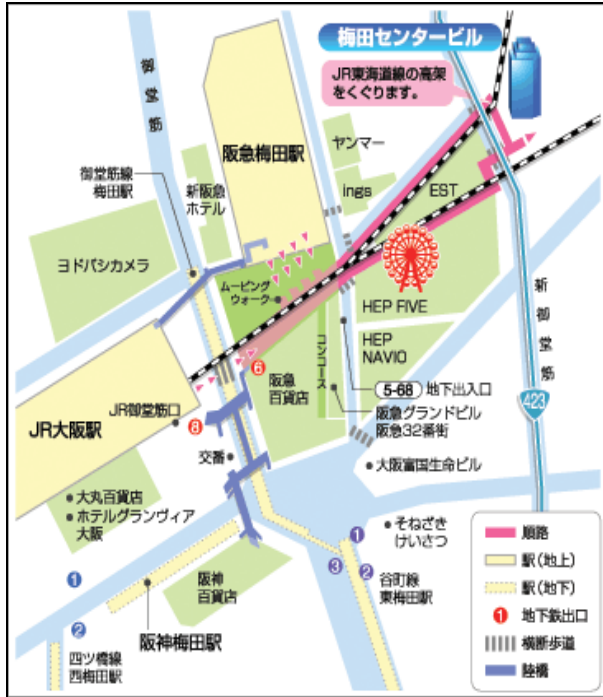 梅田センタービル
JR東海道線の高架
をくぐります。
御堂筋
阪急梅田駅
ヤンマー
御堂筋線
梅田駅
新阪急
ホテル
ings
EST
ヨドバシカメラ
ムービング
ウォーク
HEP FIVE
新御堂筋
HEP
NAVIO
コンコース
6
阪急
百貨店
5-68 地下出入口
423
JR御堂筋口
8
阪急グランドビル
阪急32番街
JR大阪駅
交番
大阪富国生命ビル
大丸百貨店
ホテルグランヴィア
大阪
そねざき
けいさつ
1
3
2
谷町線
東梅田駅
1
阪神
百貨店
2
阪神梅田駅
四ツ橋線
西梅田駅
順路
駅(地上)
駅(地下)
1 地下鉄出口
横断歩道
陸橋